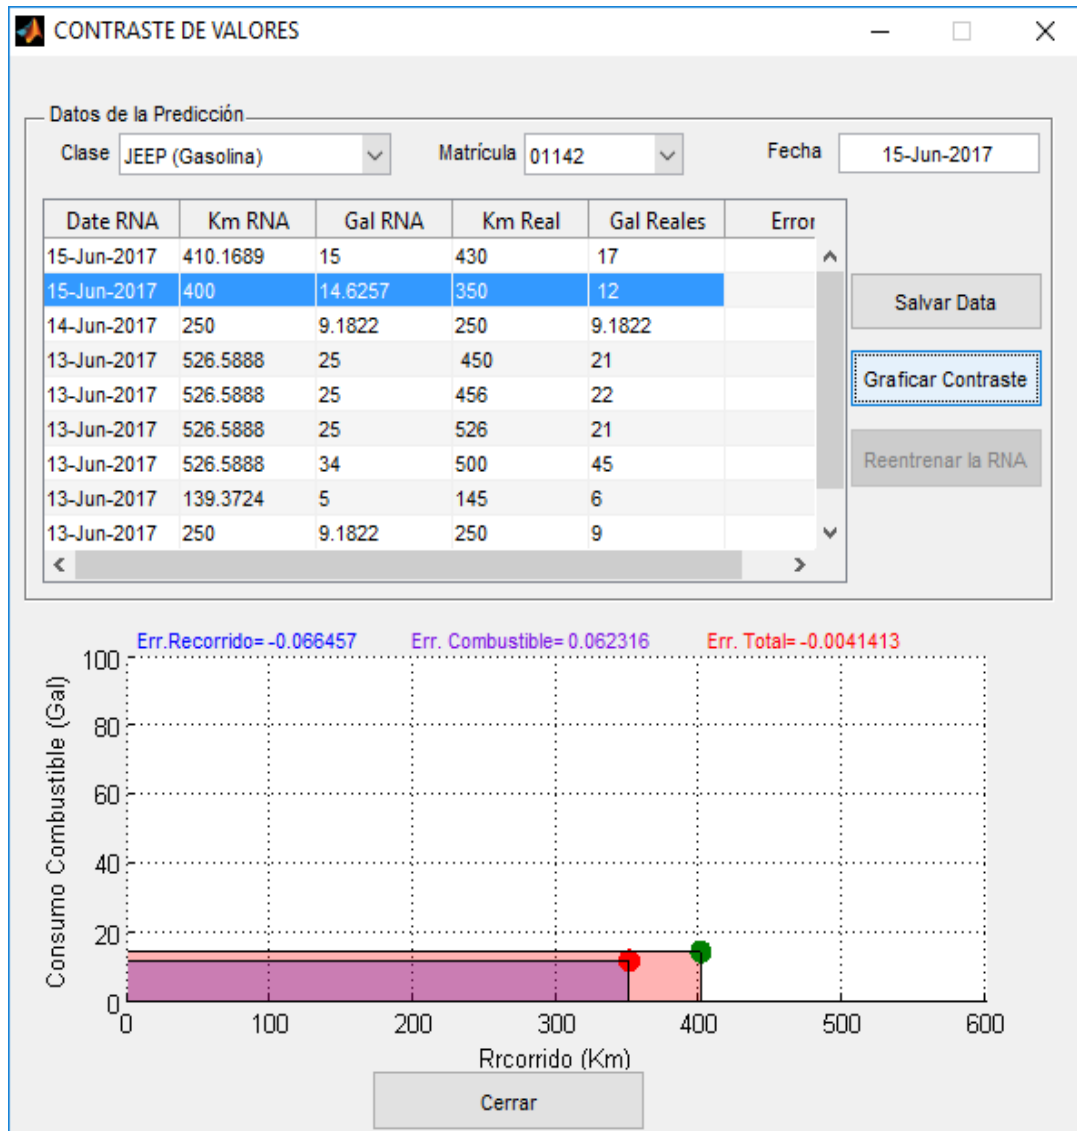 CONTRASTE DE VALORES
Datos de la Predicción
Clase JEEP (Gasolina) Matrícula 01142 Fecha 15-Jun-2017
Date RNA Km RNA Gal RNA Km Real Gal Reales Error
15-Jun-2017 410.1689 15 430 17
15-Jun-2017 400 14.6257 350 12
14-Jun-2017 250 9.1822 250 9.1822
13-Jun-2017 526.5888 25 450 21
13-Jun-2017 526.5888 25 456 22
13-Jun-2017 526.5888 25 526 21
13-Jun-2017 526.5888 34 500 45
13-Jun-2017 139.3724 5 145 6
13-Jun-2017 250 9.1822 250 9
Salvar Data
Graficar Contraste
Reentrenar la RNA
Err.Recorrido= -0.066457 Err. Combustible= 0.062316 Err. Total= -0.0041413
Consumo Combustible (Gal)
100
80
60
40
20
0
0 100 200 300 400 500 600
Rrcorrido (Km)
Cerrar